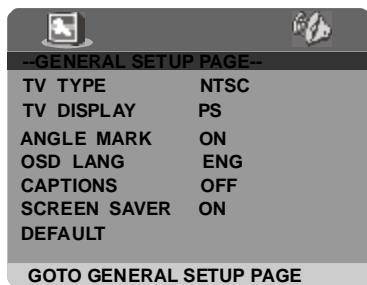 --GENERAL SETUP PAGE--
TV TYPE NTSC
TV DISPLAY PS
ANGLE MARK ON
OSD LANG ENG
CAPTIONS OFF
SCREEN SAVER ON
DEFAULT
GOTO GENERAL SETUP PAGE